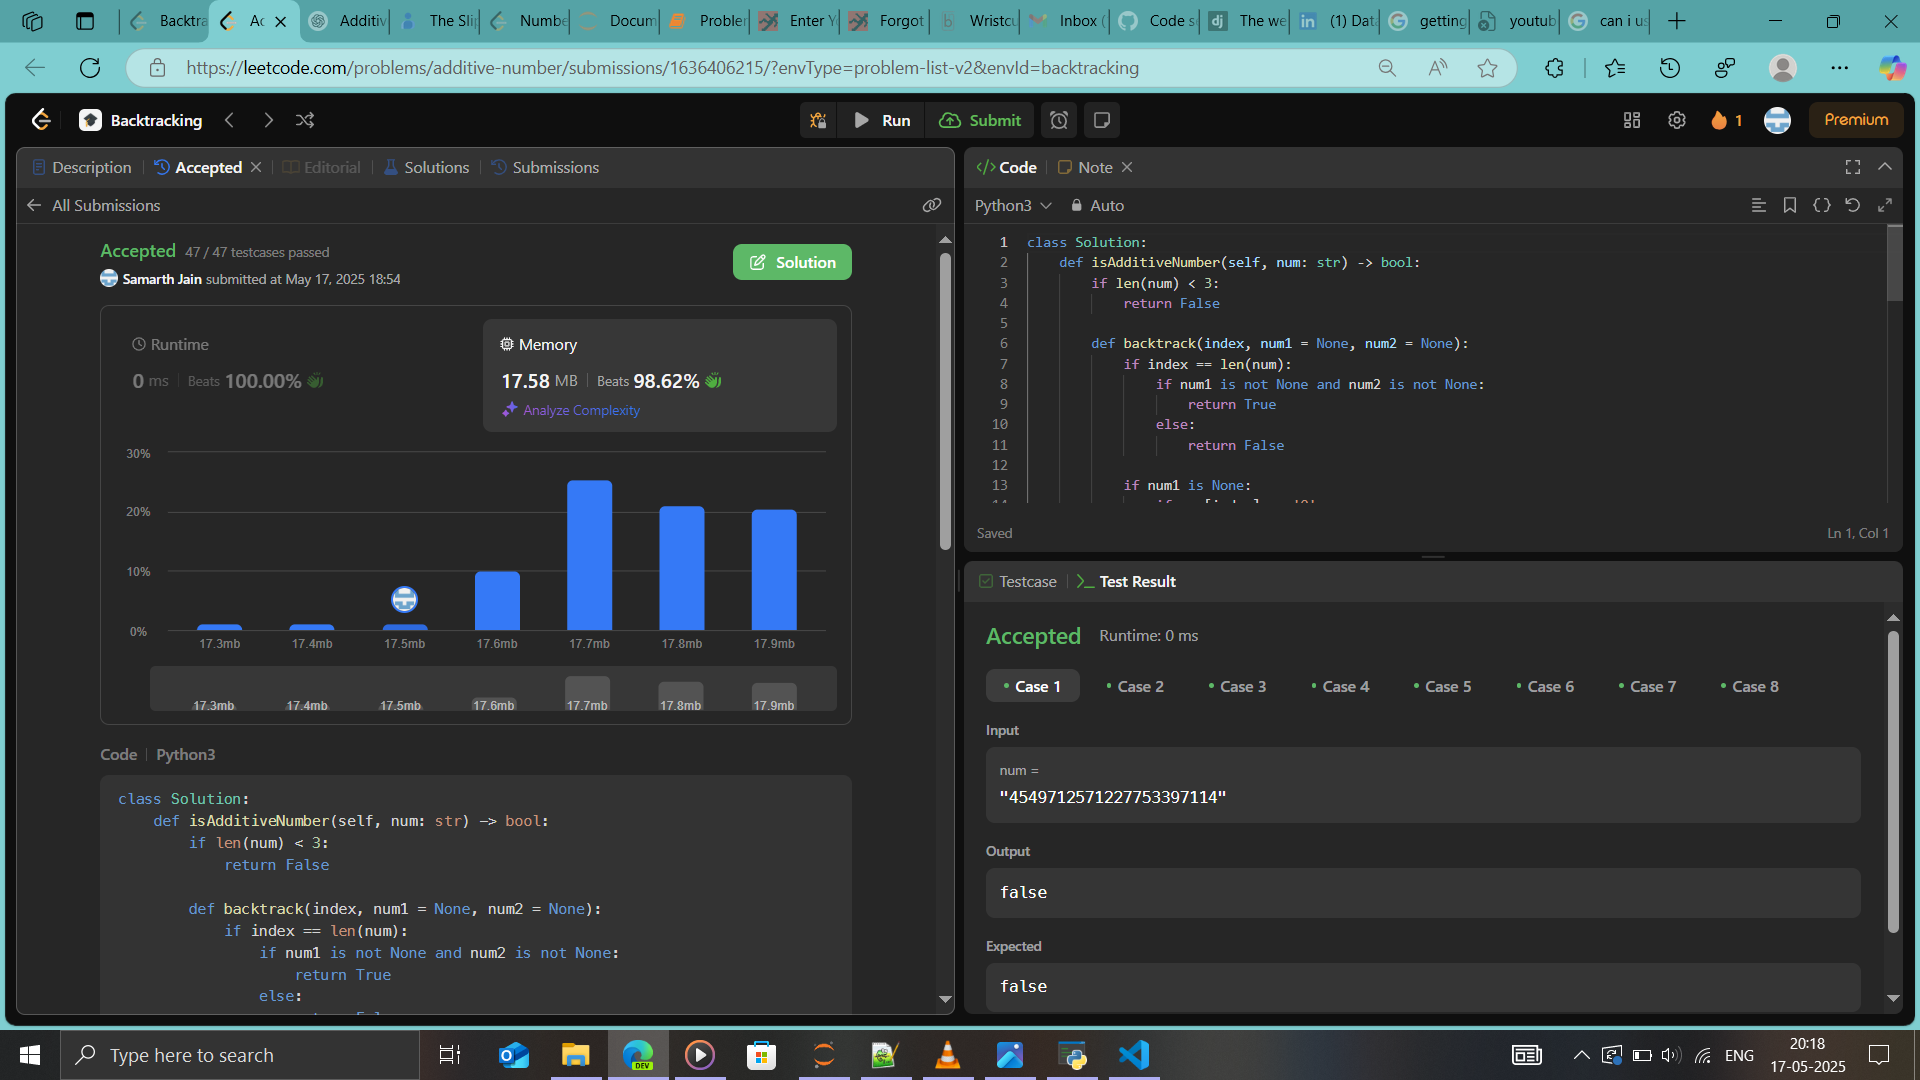 Backtra
Ac
Additiv
The Slip
Numbe
Docum
Problem
Enter Yo
Forgot
Wristcu
Inbox (
Code se
The we
(1) Data
getting
youtub
can i us
https://leetcode.com/problems/additive-number/submissions/1636406215/?envType=problem-list-v2&envId=backtracking
Backtracking
Run
Submit
1
Premium
Description
Accepted
Editorial
Solutions
Submissions
All Submissions
Accepted 47 / 47 testcases passed
Samarth Jain submitted at May 17, 2025 18:54
Solution
Runtime
0 ms Beats 100.00%
Memory
17.58 MB Beats 98.62%
Analyze Complexity
30%
20%
10%
0%
17.3mb 17.4mb 17.5mb 17.6mb 17.7mb 17.8mb 17.9mb
17.3mb 17.4mb 17.5mb 17.6mb 17.7mb 17.8mb 17.9mb
Code Python3
class Solution:
def isAdditiveNumber(self, num: str) -> bool:
if len(num) < 3:
return False
def backtrack(index, num1 = None, num2 = None):
if index == len(num):
if num1 is not None and num2 is not None:
return True
else:
Code
Note
Python3
Auto
1 class Solution:
2 def isAdditiveNumber(self, num: str) -> bool:
3 if len(num) < 3:
4 return False
5
6 def backtrack(index, num1 = None, num2 = None):
7 if index == len(num):
8 if num1 is not None and num2 is not None:
9 return True
10 else:
11 return False
12
13 if num1 is None:
Saved
Ln 1, Col 1
Testcase
Test Result
Accepted Runtime: 0 ms
Case 1
Case 2
Case 3
Case 4
Case 5
Case 6
Case 7
Case 8
Input
num =
"4549712571227753397114"
Output
false
Expected
false
Type here to search
DEV
ENG
20:18
17-05-2025